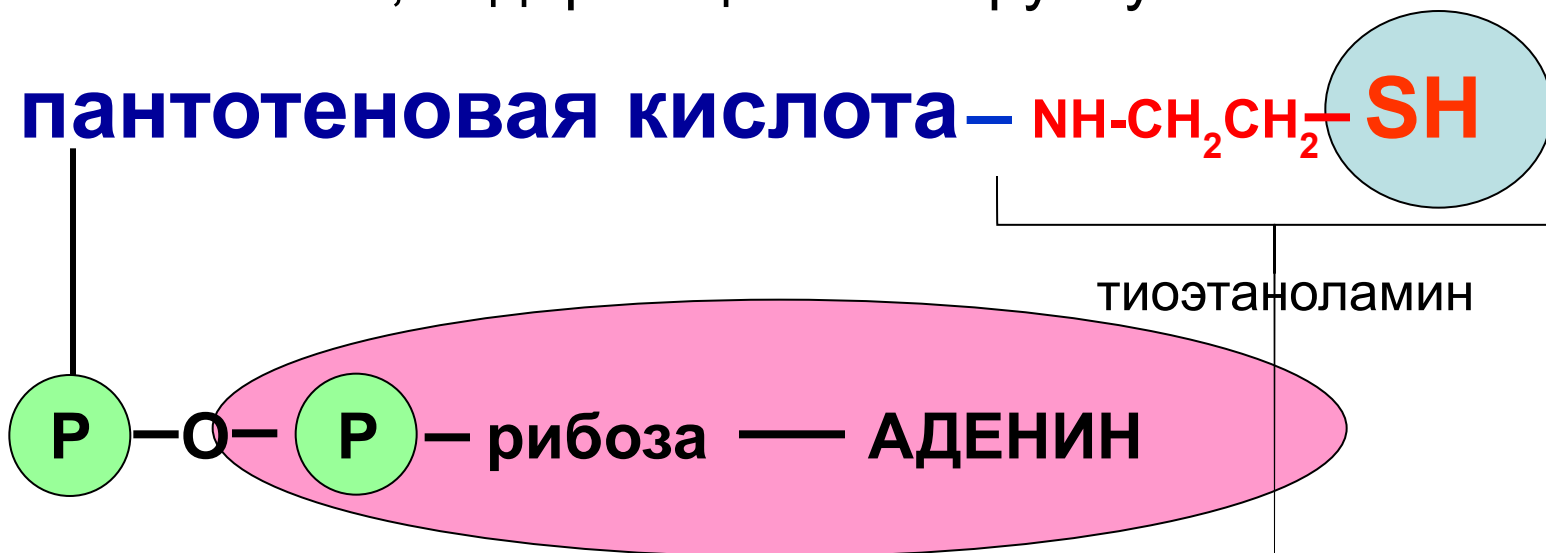 пантотеновая кислота – NH-CH₂CH₂– SH
тиоэтаноламин
P –O– P – рибоза — АДЕНИН